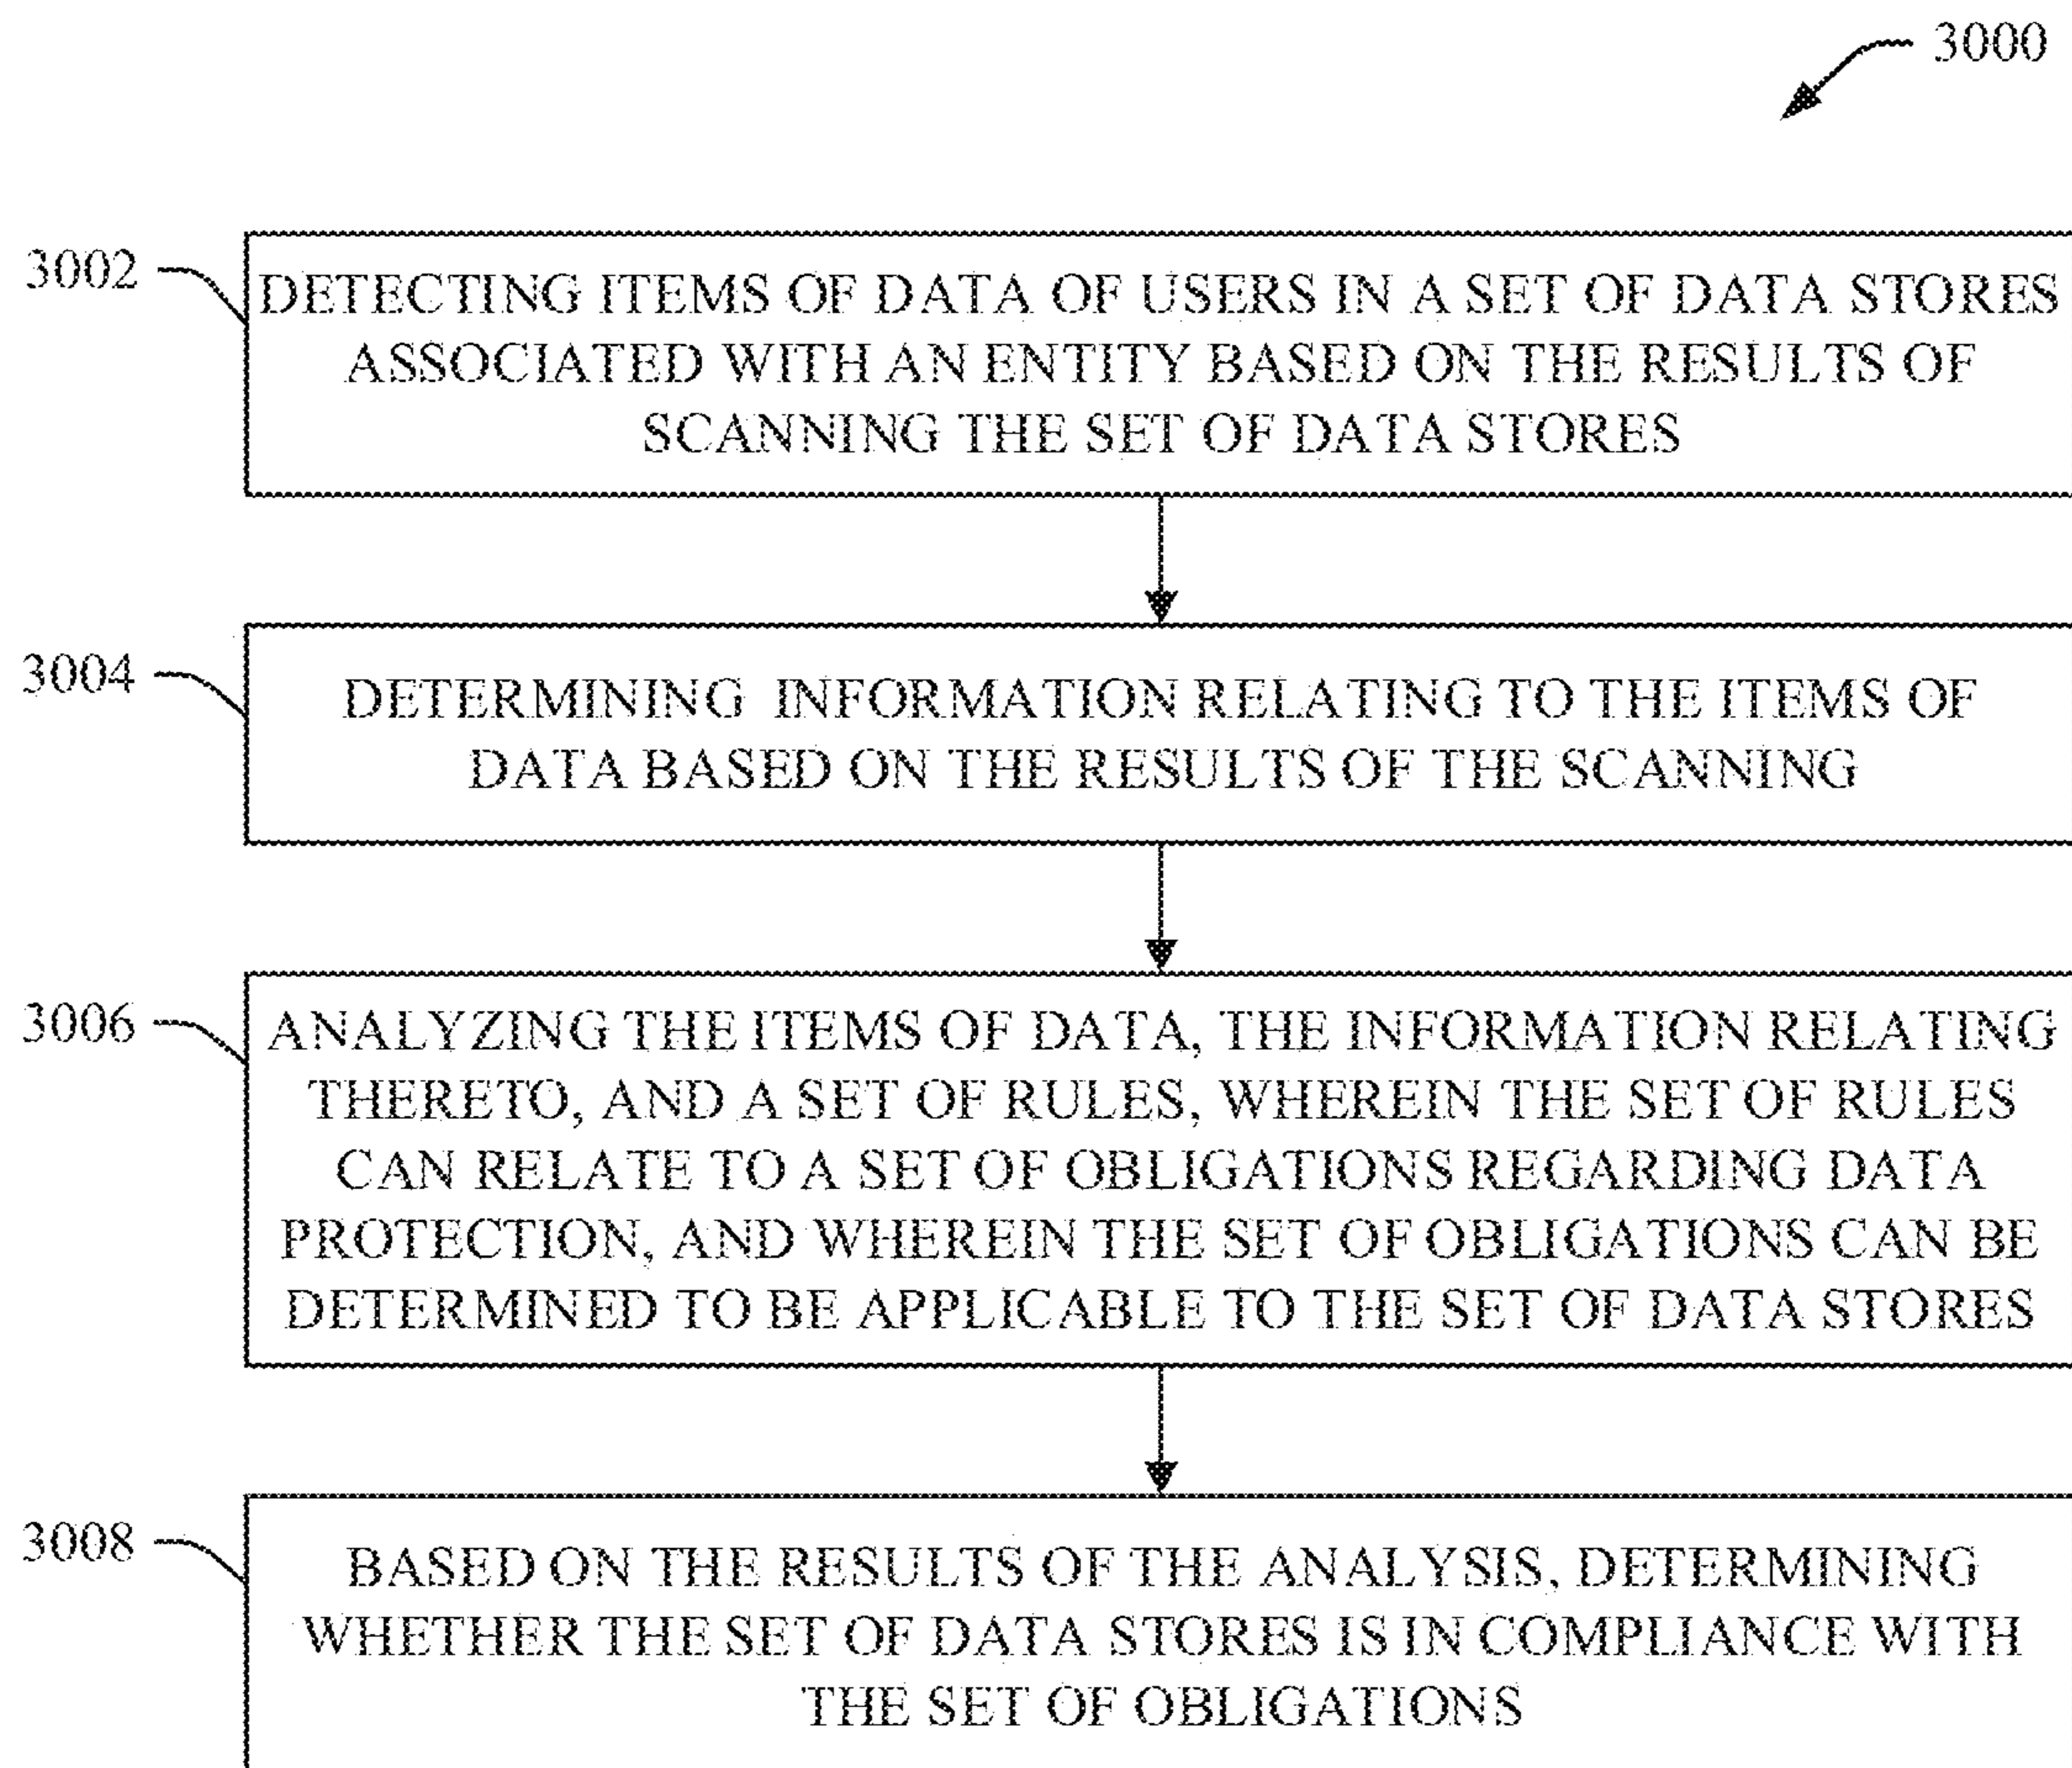 3000
3002
DETECTING ITEMS OF DATA OF USERS IN A SET OF DATA STORES
ASSOCIATED WITH AN ENTITY BASED ON THE RESULTS OF
SCANNING THE SET OF DATA STORES
3004
DETERMINING INFORMATION RELATING TO THE ITEMS OF
DATA BASED ON THE RESULTS OF THE SCANNING
3006
ANALYZING THE ITEMS OF DATA, THE INFORMATION RELATING
THERETO, AND A SET OF RULES, WHEREIN THE SET OF RULES
CAN RELATE TO A SET OF OBLIGATIONS REGARDING DATA
PROTECTION, AND WHEREIN THE SET OF OBLIGATIONS CAN BE
DETERMINED TO BE APPLICABLE TO THE SET OF DATA STORES
3008
BASED ON THE RESULTS OF THE ANALYSIS, DETERMINING
WHETHER THE SET OF DATA STORES IS IN COMPLIANCE WITH
THE SET OF OBLIGATIONS